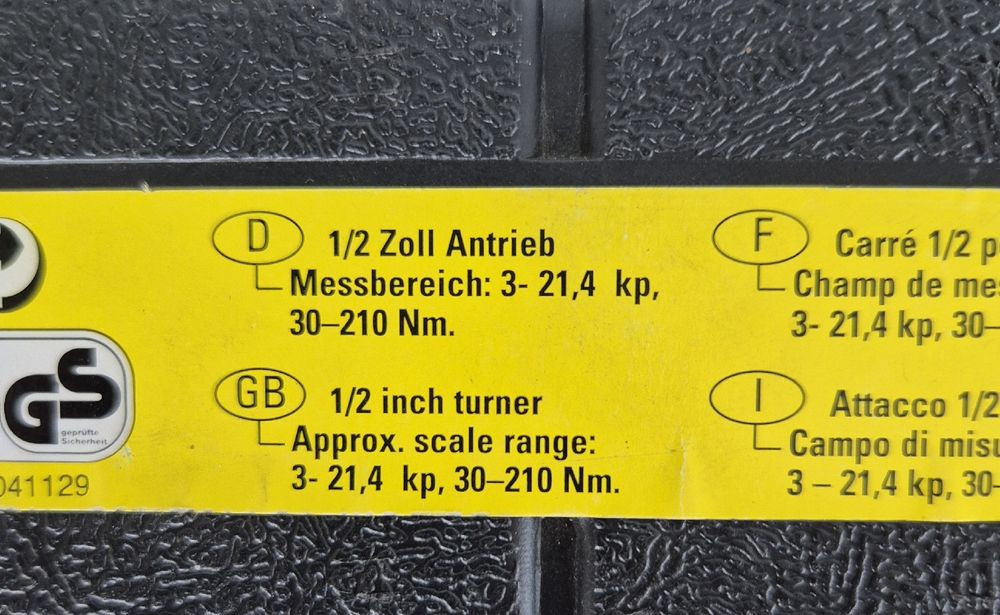 D
1/2 Zoll Antrieb
Messbereich: 3- 21,4 kp,
30–210 Nm.
GB
1/2 inch turner
Approx. scale range:
3- 21,4 kp, 30–210 Nm.
F
Carré 1/2
Champ de
3- 21,4 kp, 30–
I
Attacco 1/2
Campo di
3 – 21,4 kp, 30-
GS
geprüfte
Sicherheit
041129